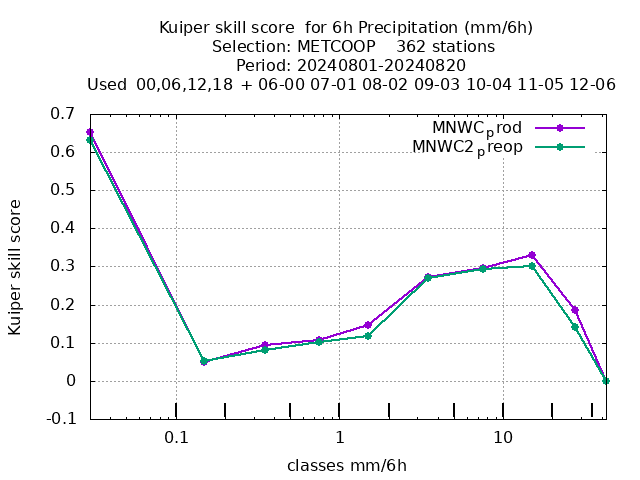 Kuiper skill score  for 6h Precipitation (mm/6h)
Selection: METCOOP    362 stations
Period: 20240801-20240820
Used  00,06,12,18  + 06-00 07-01 08-02 09-03 10-04 11-05 12-06
MNWC_prod
MNWC2_preop
0.7
0.6
0.5
0.4
0.3
0.2
0.1
0
-0.1
Kuiper skill score
0.1 1 10
classes mm/6h